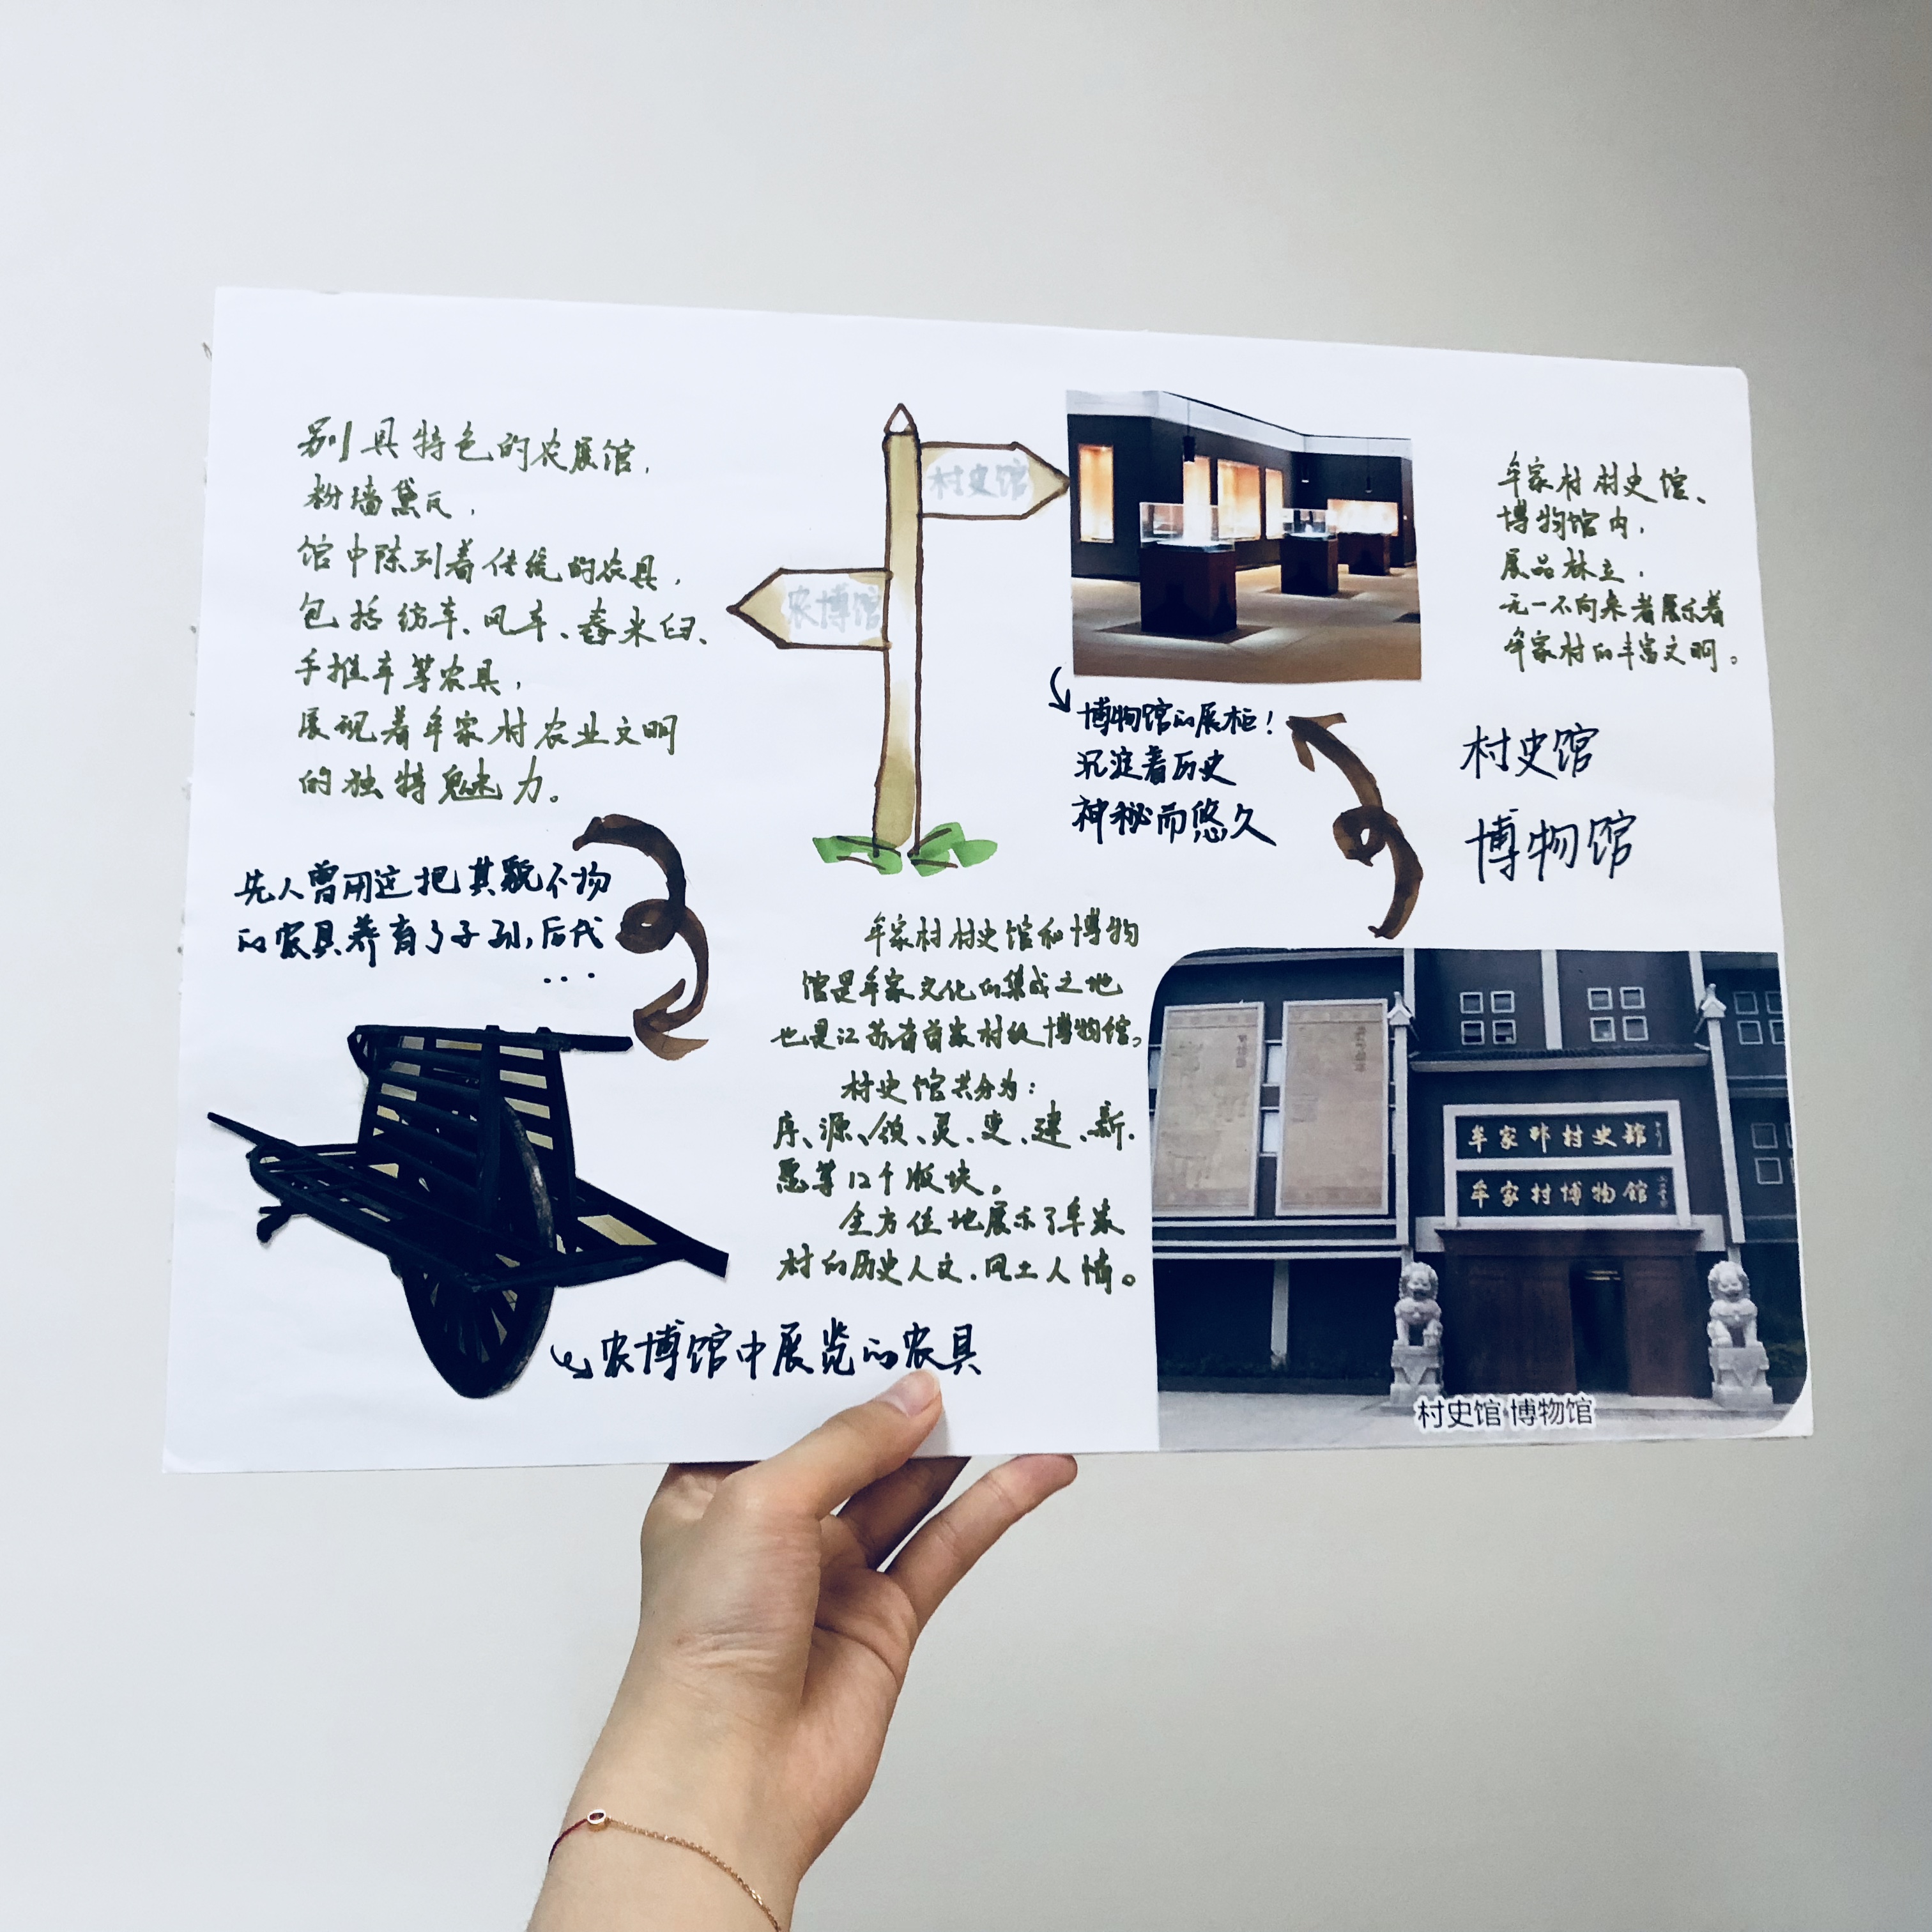 别具特色的农展馆，
粉墙黛瓦，
馆中陈列着传统的农具，
包括纺车、风车、舂米臼、
手推车等农具，
展现着牟家村农业文明
的独特魅力。
先人曾用这把其貌不扬
的农具养育了子孙，后代
...
村史馆
农博馆
博物馆的展柜！
沉淀着历史
神秘而悠久
牟家村村史馆、
博物馆内，
展品林立，
无一不向来者展示着
牟家村的丰富文明。
村史馆
博物馆
牟家村村史馆和博物
馆是牟家文化的集成之地
也是江苏省首家村级博物馆。
村史馆共分为：
序、源、领、灵、史、建、新、
愿等12个版块。
全方位地展示了牟家
村的历史人文、风土人情。
农博馆中展览的农具
牟家村村史馆
牟家村博物馆
村史馆 博物馆